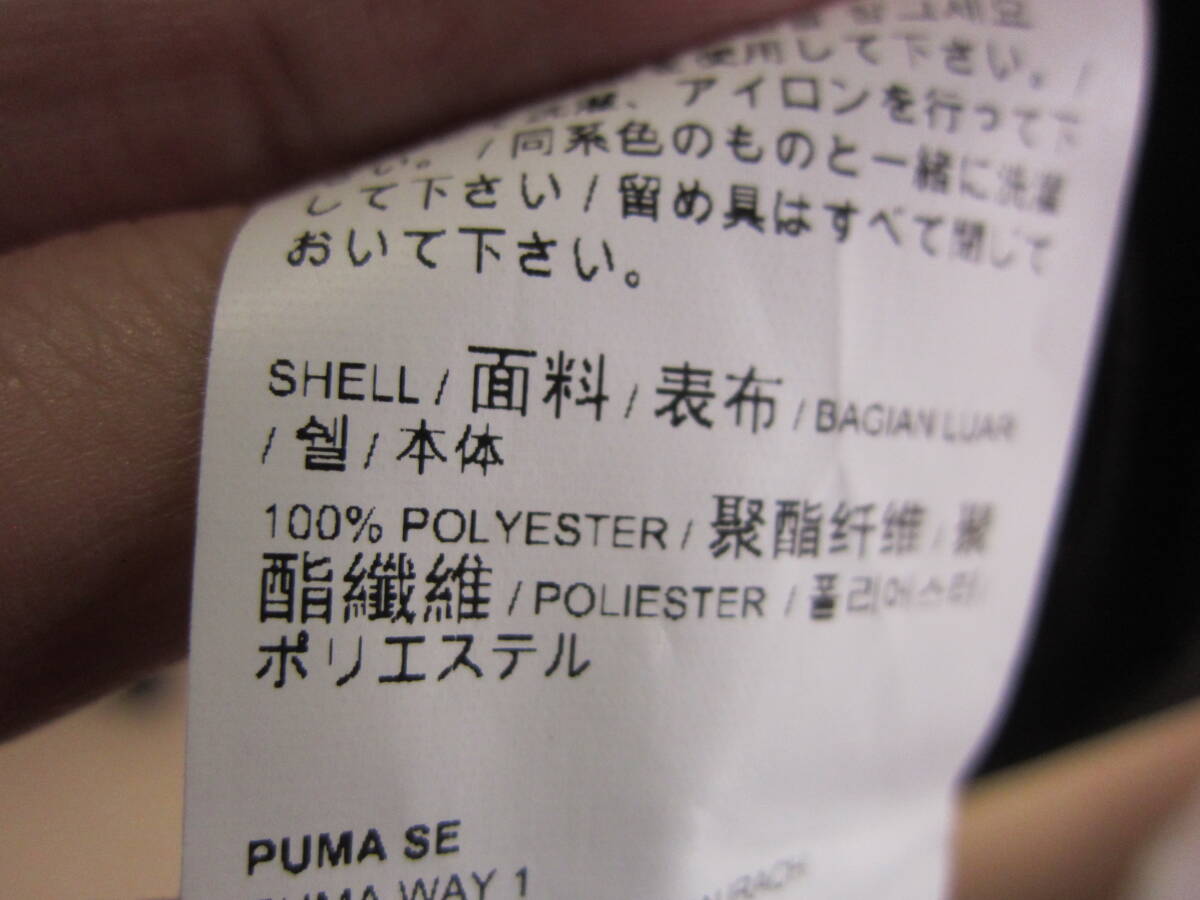 使用して下さい。/
、アイロンを行って下
い。/同系色のものと一緒に洗濯
して下さい / 留め具はすべて閉じて
おいて下さい。
SHELL / 面料 / 表布 / BAGIAN LUAR
/ 쉘 / 本体
100% POLYESTER / 聚酯纤维 / 聚
酯纖維 / POLIESTER / 폴리에스터/
ポリエステル
PUMA SE
PUMA WAY 1